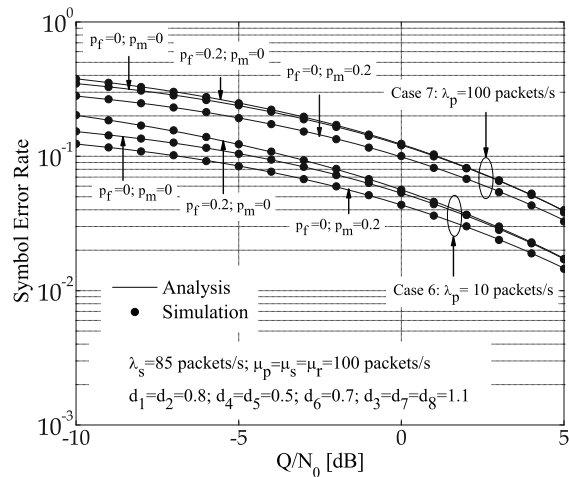 10^0
p_f=0; p_m=0
p_f=0.2; p_m=0
p_f=0; p_m=0.2
Case 7: λ_p=100 packets/s
10^-1
p_f=0; p_m=0
p_f=0.2; p_m=0
p_f=0; p_m=0.2
Symbol Error Rate
10^-2
Analysis
Simulation
Case 6: λ_p= 10 packets/s
λ_s=85 packets/s; μ_p=μ_s=μ_r=100 packets/s
d_1=d_2=0.8; d_4=d_5=0.5; d_6=0.7; d_3=d_7=d_8=1.1
10^-3
-10 -5 0 5
Q/N_0 [dB]